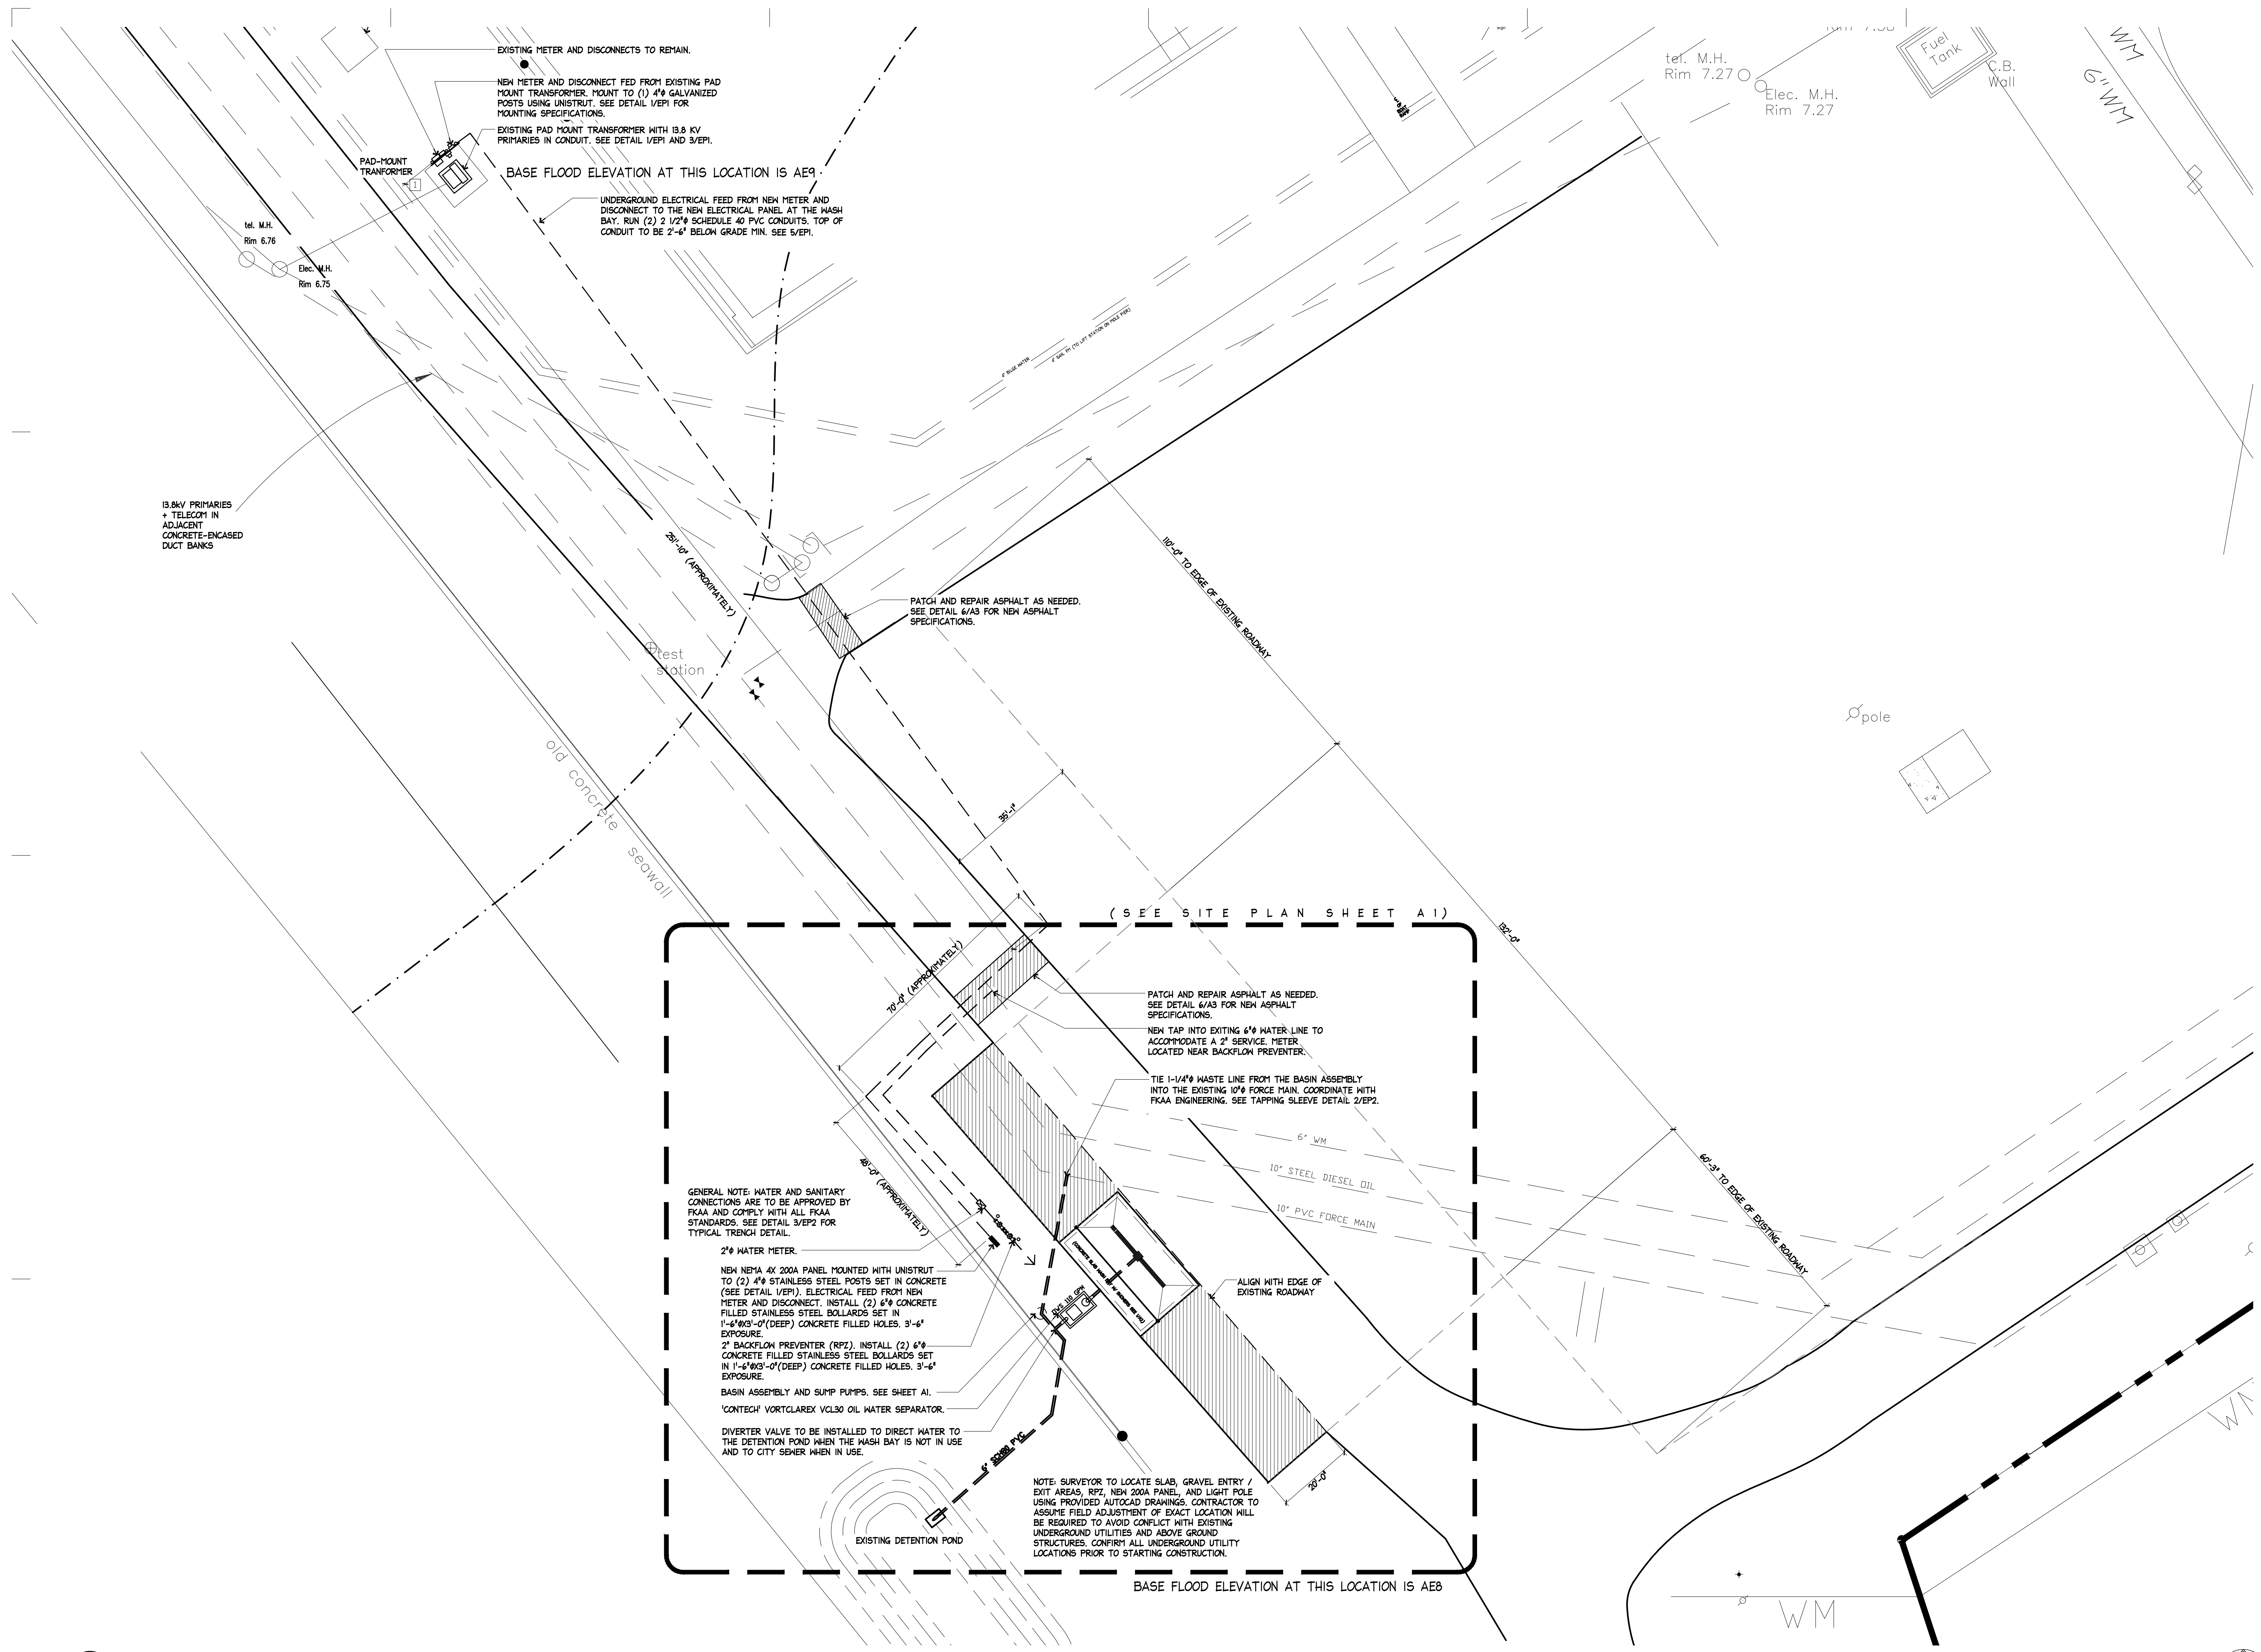 EXISTING METER AND DISCONNECTS TO REMAIN.
NEW METER AND DISCONNECT FED FROM EXISTING PAD
MOUNT TRANSFORMER. MOUNT TO (1) 4"ø GALVANIZED
POSTS USING UNISTRUT. SEE DETAIL 1/EP1 FOR
MOUNTING SPECIFICATIONS.
EXISTING PAD MOUNT TRANSFORMER WITH 13.8 KV
PRIMARIES IN CONDUIT. SEE DETAIL 1/EP1 AND 3/EP1.
PAD-MOUNT
TRANFORMER
1
BASE FLOOD ELEVATION AT THIS LOCATION IS AE9
UNDERGROUND ELECTRICAL FEED FROM NEW METER AND
DISCONNECT TO THE NEW ELECTRICAL PANEL AT THE WASH
BAY. RUN (2) 2 1/2"ø SCHEDULE 40 PVC CONDUITS. TOP OF
CONDUIT TO BE 2'-6" BELOW GRADE MIN. SEE 5/EP1.
tel. M.H.
Rim 6.76
Elec. M.H.
Rim 6.75
tel. M.H.
Rim 7.27
Elec. M.H.
Rim 7.27
Fuel
Tank
C.B.
Wall
WM
6"WM
BILGE WATER
SAN. FM (TO LIFT STATION ON MOLE PIER)
13.8kV PRIMARIES
+ TELECOM IN
ADJACENT
CONCRETE-ENCASED
DUCT BANKS
251'-10" (APPROXIMATELY)
110'-0" TO EDGE OF EXISTING ROADWAY
PATCH AND REPAIR ASPHALT AS NEEDED.
SEE DETAIL 6/A3 FOR NEW ASPHALT
SPECIFICATIONS.
test
station
pole
old concrete seawall
35'-1"
(SEE SITE PLAN SHEET A1)
132'-0"
70'-0" (APPROXIMATELY)
PATCH AND REPAIR ASPHALT AS NEEDED.
SEE DETAIL 6/A3 FOR NEW ASPHALT
SPECIFICATIONS.
NEW TAP INTO EXITING 6"ø WATER LINE TO
ACCOMMODATE A 2" SERVICE. METER
LOCATED NEAR BACKFLOW PREVENTER.
TIE 1-1/4"ø WASTE LINE FROM THE BASIN ASSEMBLY
INTO THE EXISTING 10"ø FORCE MAIN. COORDINATE WITH
FKAA ENGINEERING. SEE TAPPING SLEEVE DETAIL 2/EP2.
6" WM
10" STEEL DIESEL OIL
10" PVC FORCE MAIN
60'-3" TO EDGE OF EXISTING ROADWAY
48'-0" (APPROXIMATELY)
GENERAL NOTE: WATER AND SANITARY
CONNECTIONS ARE TO BE APPROVED BY
FKAA AND COMPLY WITH ALL FKAA
STANDARDS. SEE DETAIL 3/EP2 FOR
TYPICAL TRENCH DETAIL.
2"ø WATER METER.
NEW NEMA 4X 200A PANEL MOUNTED WITH UNISTRUT
TO (2) 4"ø STAINLESS STEEL POSTS SET IN CONCRETE
(SEE DETAIL 1/EP1). ELECTRICAL FEED FROM NEW
METER AND DISCONNECT. INSTALL (2) 6"ø CONCRETE
FILLED STAINLESS STEEL BOLLARDS SET IN
1'-6"øX3'-0"(DEEP) CONCRETE FILLED HOLES. 3'-6"
EXPOSURE.
2" BACKFLOW PREVENTER (RPZ). INSTALL (2) 6"ø
CONCRETE FILLED STAINLESS STEEL BOLLARDS SET
IN 1'-6"øX3'-0"(DEEP) CONCRETE FILLED HOLES. 3'-6"
EXPOSURE.
BASIN ASSEMBLY AND SUMP PUMPS. SEE SHEET A1.
'CONTECH' VORTCLAREX VCL30 OIL WATER SEPARATOR.
DIVERTER VALVE TO BE INSTALLED TO DIRECT WATER TO
THE DETENTION POND WHEN THE WASH BAY IS NOT IN USE
AND TO CITY SEWER WHEN IN USE.
OWS 110 GPM
ALIGN WITH EDGE OF
EXISTING ROADWAY
6" SCH80 PVC
20'-0"
NOTE: SURVEYOR TO LOCATE SLAB, GRAVEL ENTRY /
EXIT AREAS, RPZ, NEW 200A PANEL, AND LIGHT POLE
USING PROVIDED AUTOCAD DRAWINGS. CONTRACTOR TO
ASSUME FIELD ADJUSTMENT OF EXACT LOCATION WILL
BE REQUIRED TO AVOID CONFLICT WITH EXISTING
UNDERGROUND UTILITIES AND ABOVE GROUND
STRUCTURES. CONFIRM ALL UNDERGROUND UTILITY
LOCATIONS PRIOR TO STARTING CONSTRUCTION.
EXISTING DETENTION POND
BASE FLOOD ELEVATION AT THIS LOCATION IS AE8
WM